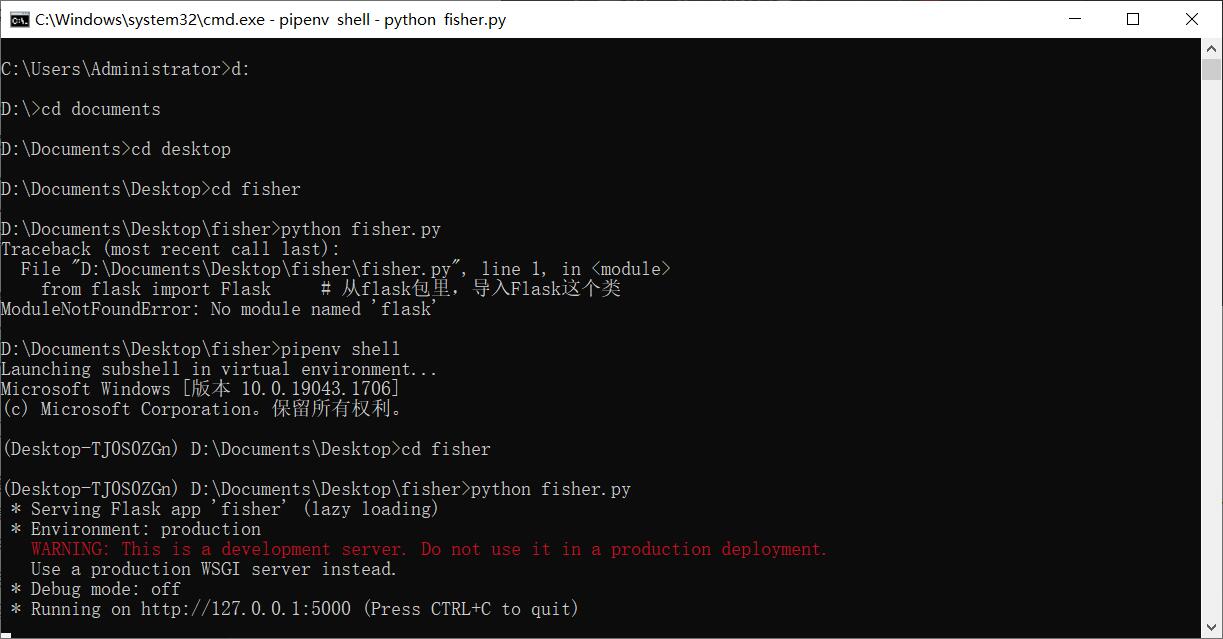 C:\Windows\system32\cmd.exe - pipenv  shell - python  fisher.py
C:\Users\Administrator>d:
D:\>cd documents
D:\Documents>cd desktop
D:\Documents\Desktop>cd fisher
D:\Documents\Desktop\fisher>python fisher.py
Traceback (most recent call last):
  File "D:\Documents\Desktop\fisher\fisher.py", line 1, in <module>
    from flask import Flask     # 从flask包里，导入Flask这个类
ModuleNotFoundError: No module named 'flask'
D:\Documents\Desktop\fisher>pipenv shell
Launching subshell in virtual environment...
Microsoft Windows [版本 10.0.19043.1706]
(c) Microsoft Corporation。保留所有权利。
(Desktop-TJ0S0ZGn) D:\Documents\Desktop>cd fisher
(Desktop-TJ0S0ZGn) D:\Documents\Desktop\fisher>python fisher.py
 * Serving Flask app 'fisher' (lazy loading)
 * Environment: production
   WARNING: This is a development server. Do not use it in a production deployment.
   Use a production WSGI server instead.
 * Debug mode: off
 * Running on http://127.0.0.1:5000 (Press CTRL+C to quit)